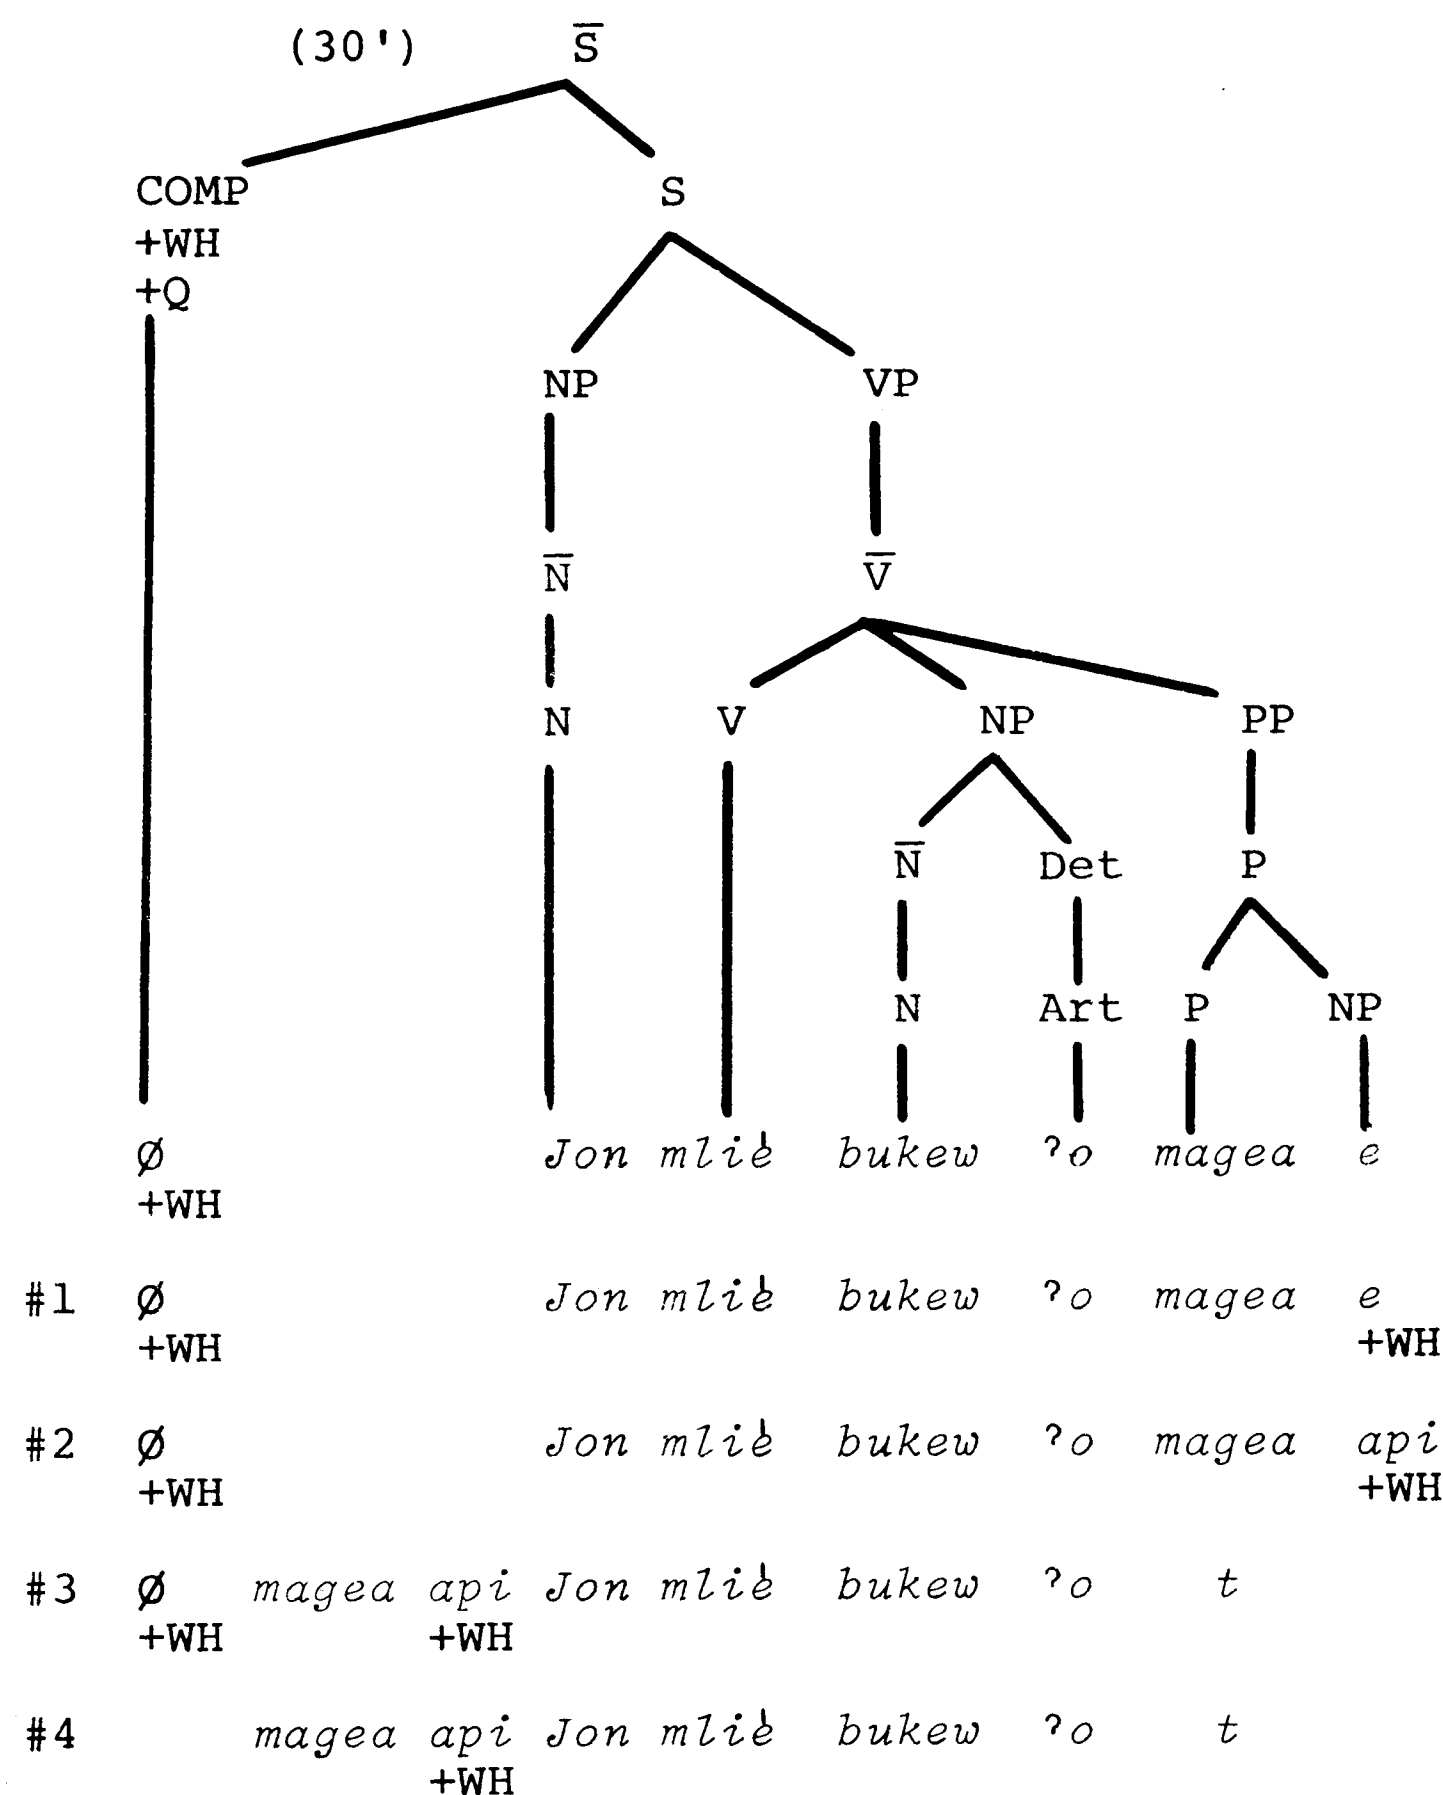 (30') S̅
COMP S
+WH
+Q
NP VP
N̅ V̅
N V NP PP
N̅ Det P
N Art P NP
Ø Jon mliė bukew ʔo magea e
+WH
#1 Ø Jon mliė bukew ʔo magea e
+WH +WH
#2 Ø Jon mliė bukew ʔo magea api
+WH +WH
#3 Ø magea api Jon mliė bukew ʔo t
+WH +WH
#4 magea api Jon mliė bukew ʔo t
+WH